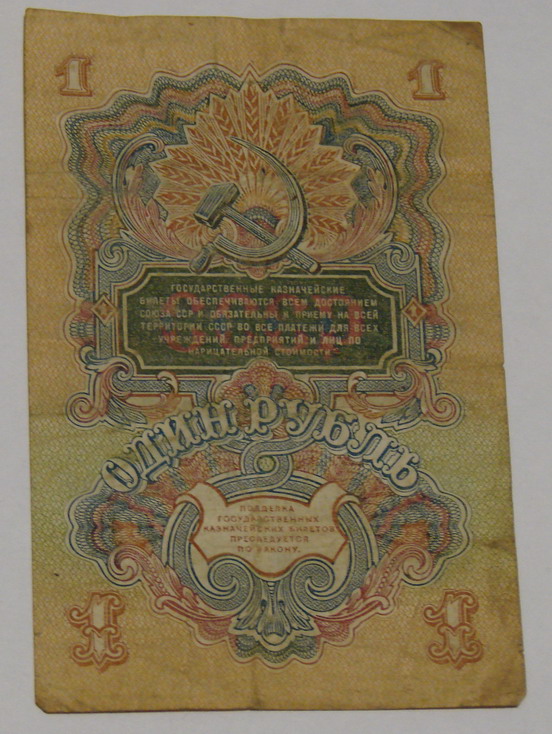 1 1
ГОСУДАРСТВЕННЫЕ КАЗНАЧЕЙСКИЕ
БИЛЕТЫ ОБЕСПЕЧИВАЮТСЯ ВСЕМ ДОСТОЯНИЕМ
СОЮЗА ССР И ОБЯЗАТЕЛЬНЫ К ПРИЕМУ НА ВСЕЙ
ТЕРРИТОРИИ СССР ВО ВСЕ ПЛАТЕЖИ ДЛЯ ВСЕХ
УЧРЕЖДЕНИЙ, ПРЕДПРИЯТИЙ И ЛИЦ ПО
НАРИЦАТЕЛЬНОЙ СТОИМОСТИ
ОДИН РУБЛЬ
ПОДДЕЛКА
ГОСУДАРСТВЕННЫХ
КАЗНАЧЕЙСКИХ БИЛЕТОВ
ПРЕСЛЕДУЕТСЯ
ПО ЗАКОНУ.
1 1